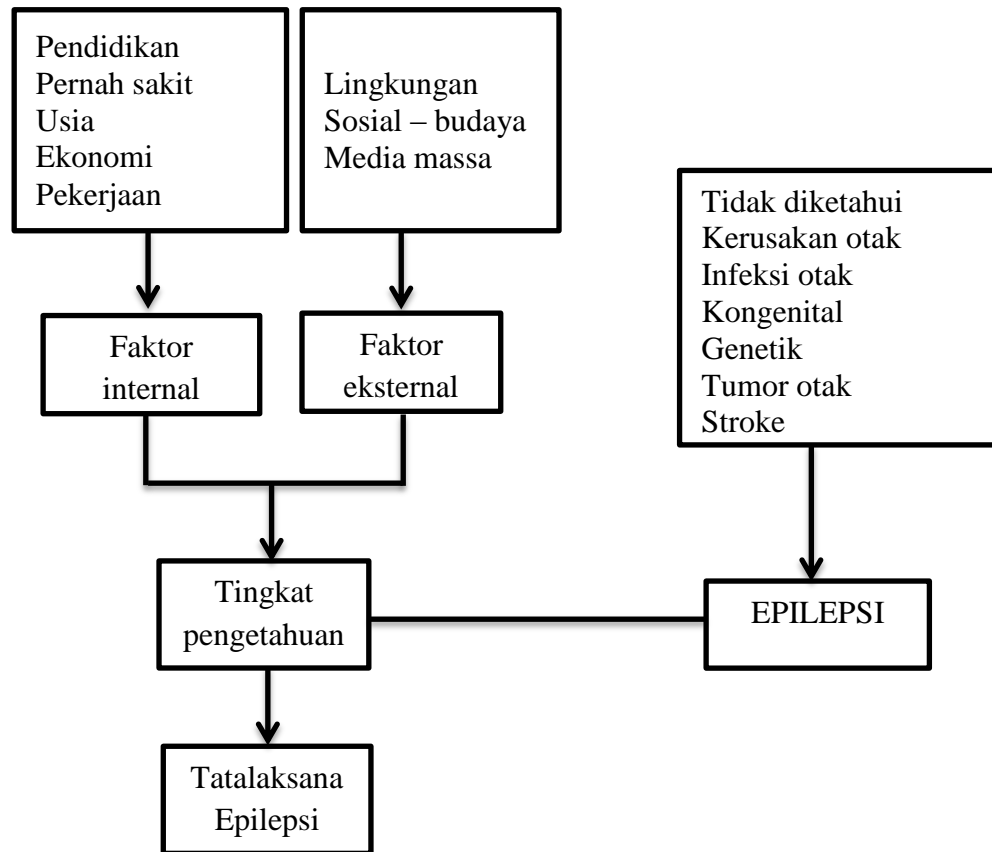 Pendidikan
Pernah sakit
Usia
Ekonomi
Pekerjaan
Lingkungan
Sosial – budaya
Media massa
Tidak diketahui
Kerusakan otak
Infeksi otak
Kongenital
Genetik
Tumor otak
Stroke
Faktor
internal
Faktor
eksternal
Tingkat
pengetahuan
EPILEPSI
Tatalaksana
Epilepsi